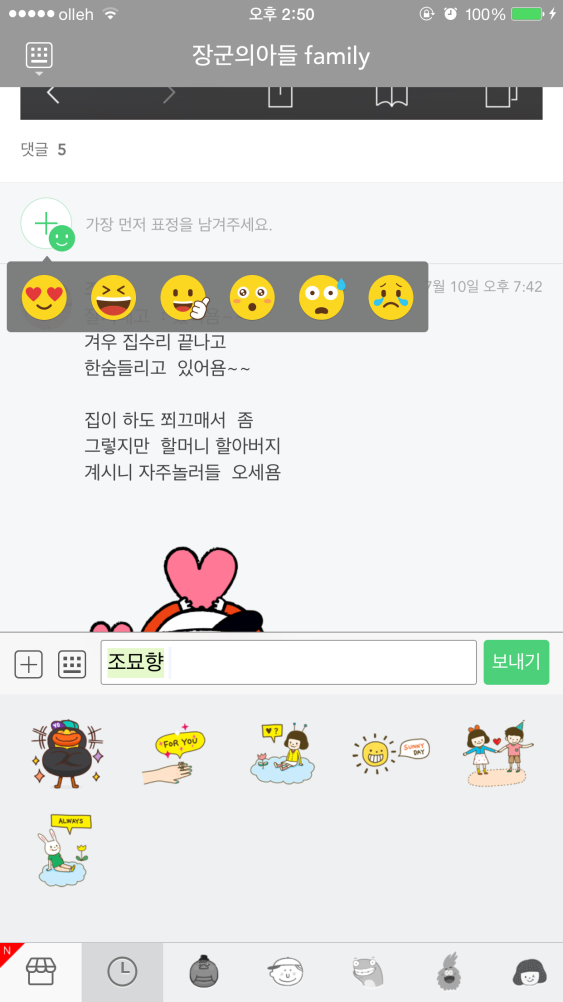 olleh
오후 2:50
100%
장군의아들 family
댓글 5
가장 먼저 표정을 남겨주세요.
7월 10일 오후 7:42
겨우 집수리 끝나고
한숨들리고 있어욤~~
집이 하도 쬐끄매서 좀
그렇지만 할머니 할아버지
계시니 자주놀러들 오세욤
조묘향
보내기
YG
FOR YOU
♥?
SUNNY
DAY
ALWAYS
N